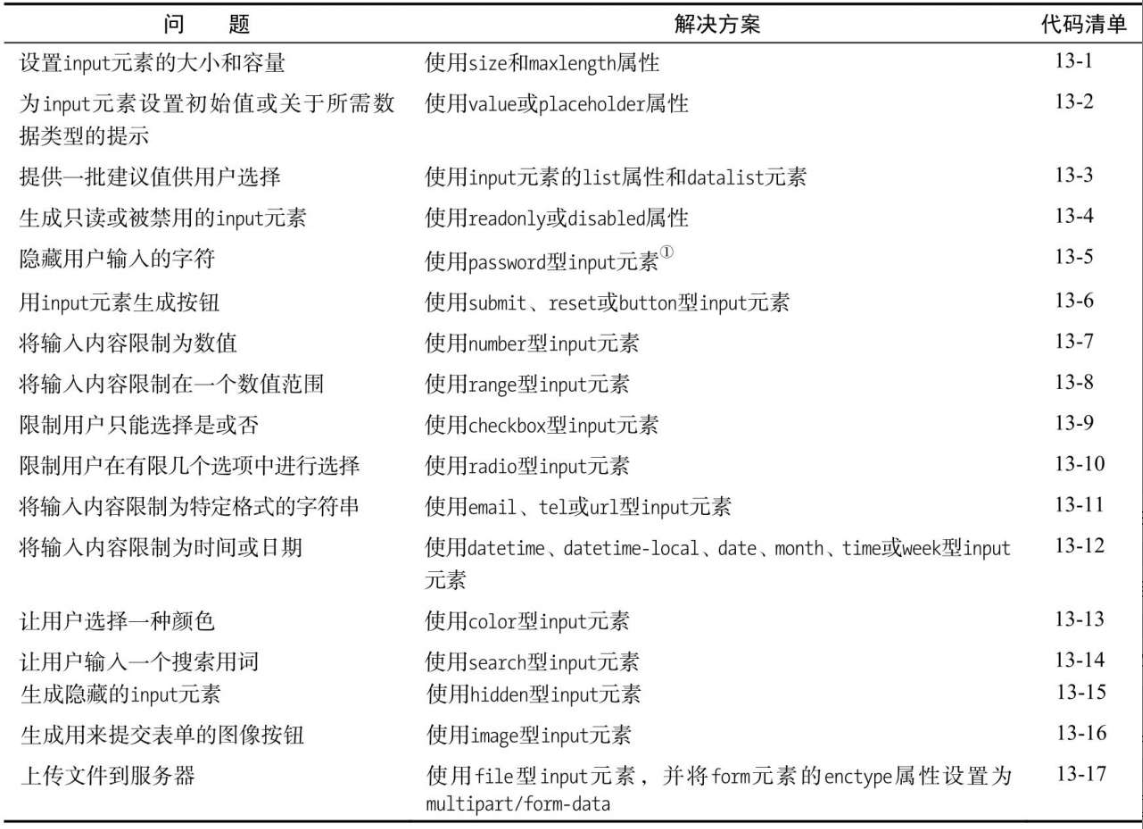 问 题 解决方案 代码清单
设置input元素的大小和容量 使用size和maxlength属性 13-1
为input元素设置初始值或关于所需数 使用value或placeholder属性 13-2
据类型的提示
提供一批建议值供用户选择 使用input元素的list属性和datalist元素 13-3
生成只读或被禁用的input元素 使用readonly或disabled属性 13-4
隐藏用户输入的字符 使用password型input元素① 13-5
用input元素生成按钮 使用submit、reset或button型input元素 13-6
将输入内容限制为数值 使用number型input元素 13-7
将输入内容限制在一个数值范围 使用range型input元素 13-8
限制用户只能选择是或否 使用checkbox型input元素 13-9
限制用户在有限几个选项中进行选择 使用radio型input元素 13-10
将输入内容限制为特定格式的字符串 使用email、tel或url型input元素 13-11
将输入内容限制为时间或日期 使用datetime、datetime-local、date、month、time或week型input 13-12
元素
让用户选择一种颜色 使用color型input元素 13-13
让用户输入一个搜索用词 使用search型input元素 13-14
生成隐藏的input元素 使用hidden型input元素 13-15
生成用来提交表单的图像按钮 使用image型input元素 13-16
上传文件到服务器 使用file型input元素，并将form元素的enctype属性设置为 13-17
multipart/form-data